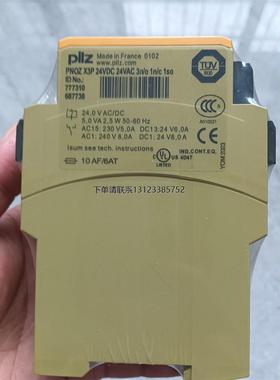 pilz
Made in France 0102
www.pilz.com
PNOZ X3P 24VDC 24VAC 3n/o 1n/c 1so
ID No.:
777310
687738
TÜV
24,0 V AC/DC
5,0 VA 2,5 W 50-60 Hz
AC15: 230 V5,0A DC13:24 V6,0A
AC1: 240 V 8,0A DC1: 24 V8,0A
10 AF/6AT
Isum see tech. instructions
IND.CONT.EQ.
下单请联系13123385752